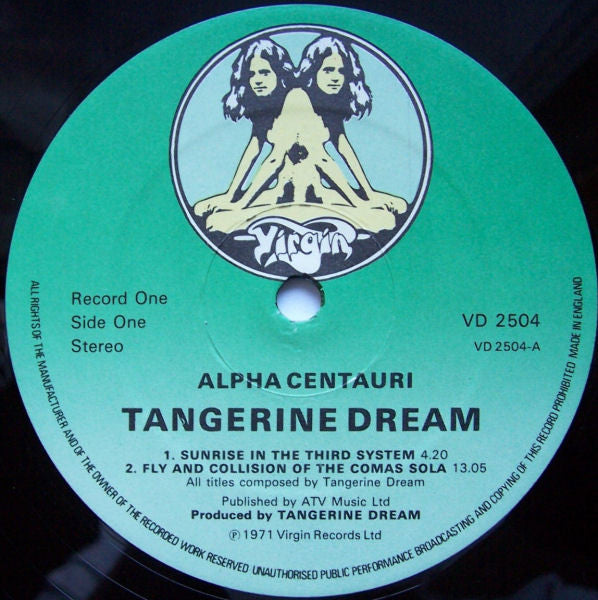 Virgin
Record One
Side One
Stereo
VD 2504
VD 2504-A
ALPHA CENTAURI
TANGERINE DREAM
1. SUNRISE IN THE THIRD SYSTEM 4.20
2. FLY AND COLLISION OF THE COMAS SOLA 13.05
All titles composed by Tangerine Dream
Published by ATV Music Ltd
Produced by TANGERINE DREAM
℗ 1971 Virgin Records Ltd
ALL RIGHTS OF THE MANUFACTURER AND OF THE OWNER OF THE RECORDED WORK RESERVED UNAUTHORISED PUBLIC PERFORMANCE BROADCASTING AND COPYING OF THIS RECORD PROHIBITED MADE IN ENGLAND